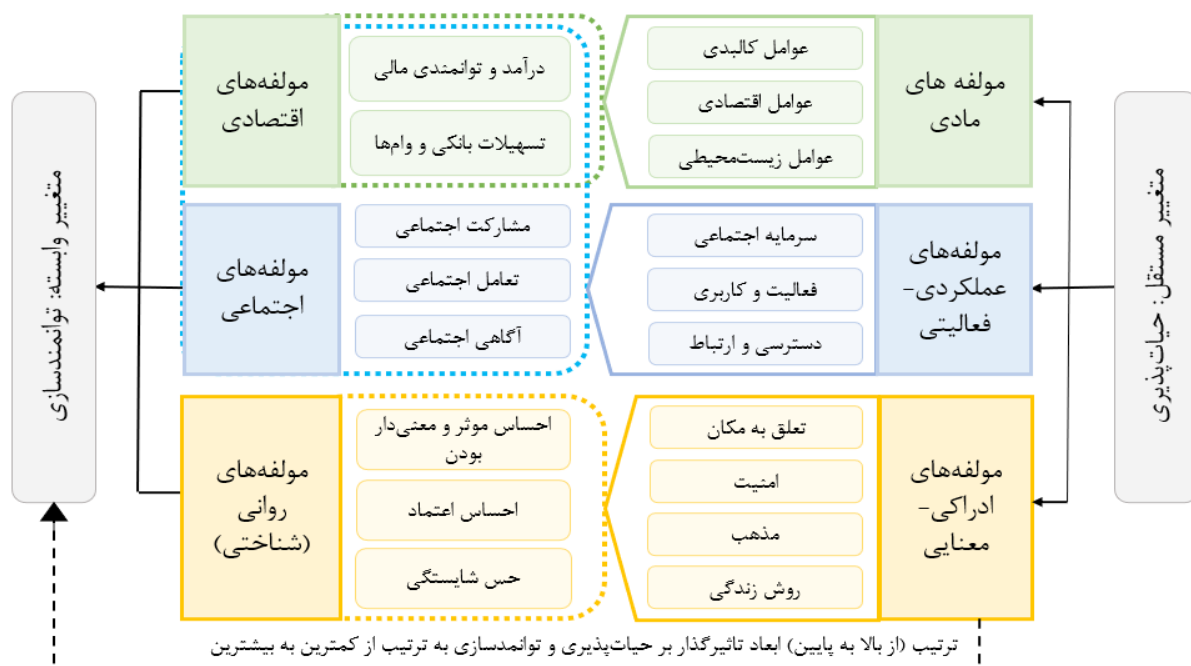 متغییر مستقل: حیات‌پذیری
مولفه های
مادی
عوامل کالبدی
عوامل اقتصادی
عوامل زیست‌محیطی
درآمد و توانمندی مالی
تسهیلات بانکی و وام‌ها
مولفه‌های
اقتصادی
مولفه‌های
عملکردی-
فعالیتی
سرمایه اجتماعی
فعالیت و کاربری
دسترسی و ارتباط
مشارکت اجتماعی
تعامل اجتماعی
آگاهی اجتماعی
مولفه‌های
اجتماعی
مولفه‌های
ادراکی-
معنایی
تعلق به مکان
امنیت
مذهب
روش زندگی
احساس موثر و معنی‌دار
بودن
احساس اعتماد
حس شایستگی
مولفه‌های
روانی
(شناختی)
متغییر وابسته: توانمندسازی
ترتیب (از بالا به پایین) ابعاد تاثیرگذار بر حیات‌پذیری و توانمدسازی به ترتیب از کمترین به بیشترین